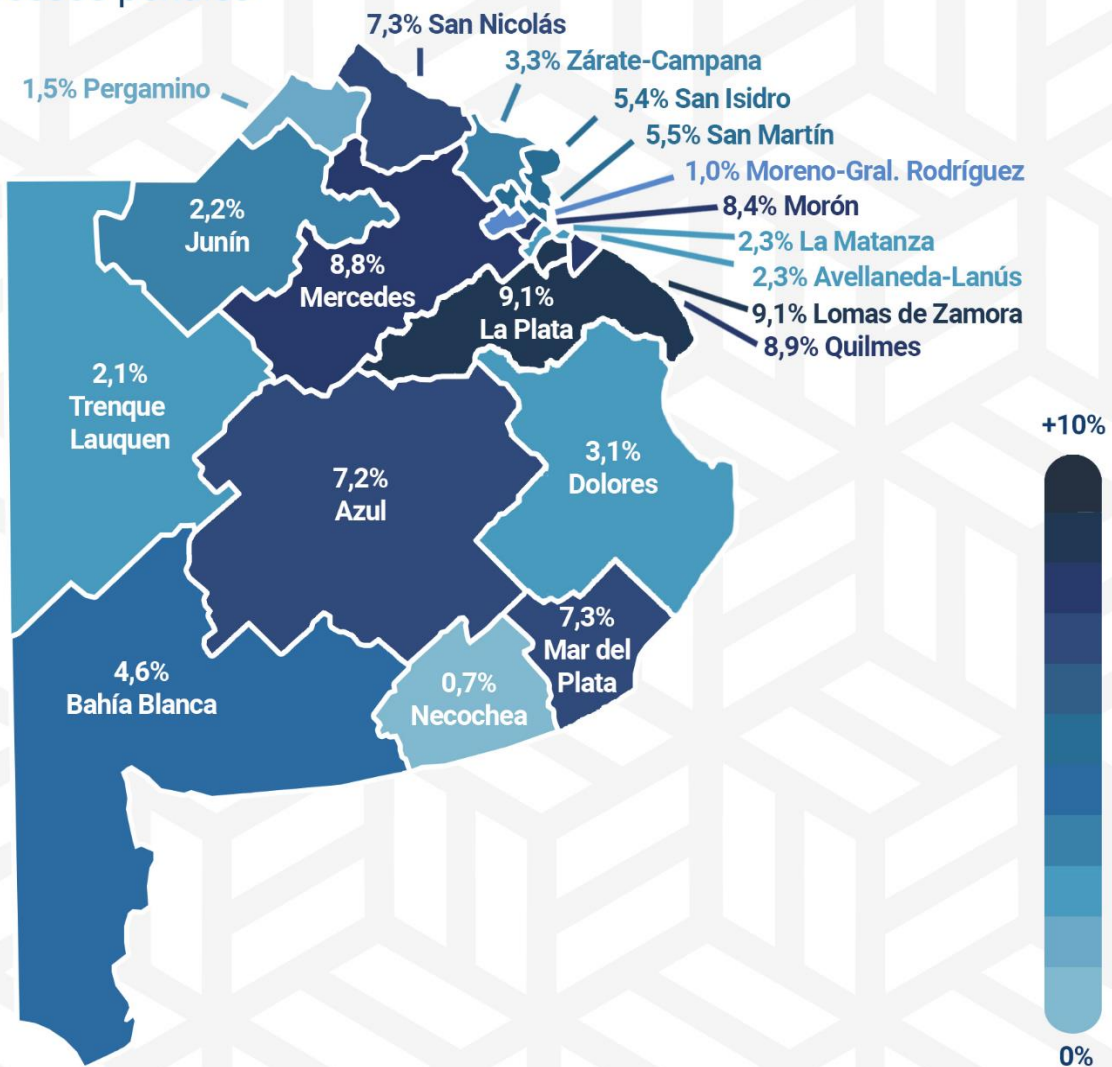 7,3% San Nicolás
3,3% Zárate-Campana
1,5% Pergamino
5,4% San Isidro
5,5% San Martín
1,0% Moreno-Gral. Rodríguez
8,4% Morón
2,3% La Matanza
2,3% Avellaneda-Lanús
9,1% Lomas de Zamora
8,9% Quilmes
2,2%
Junín
8,8%
Mercedes
9,1%
La Plata
2,1%
Trenque
Lauquen
7,2%
Azul
3,1%
Dolores
7,3%
Mar del
Plata
4,6%
Bahía Blanca
0,7%
Necochea
+10%
0%